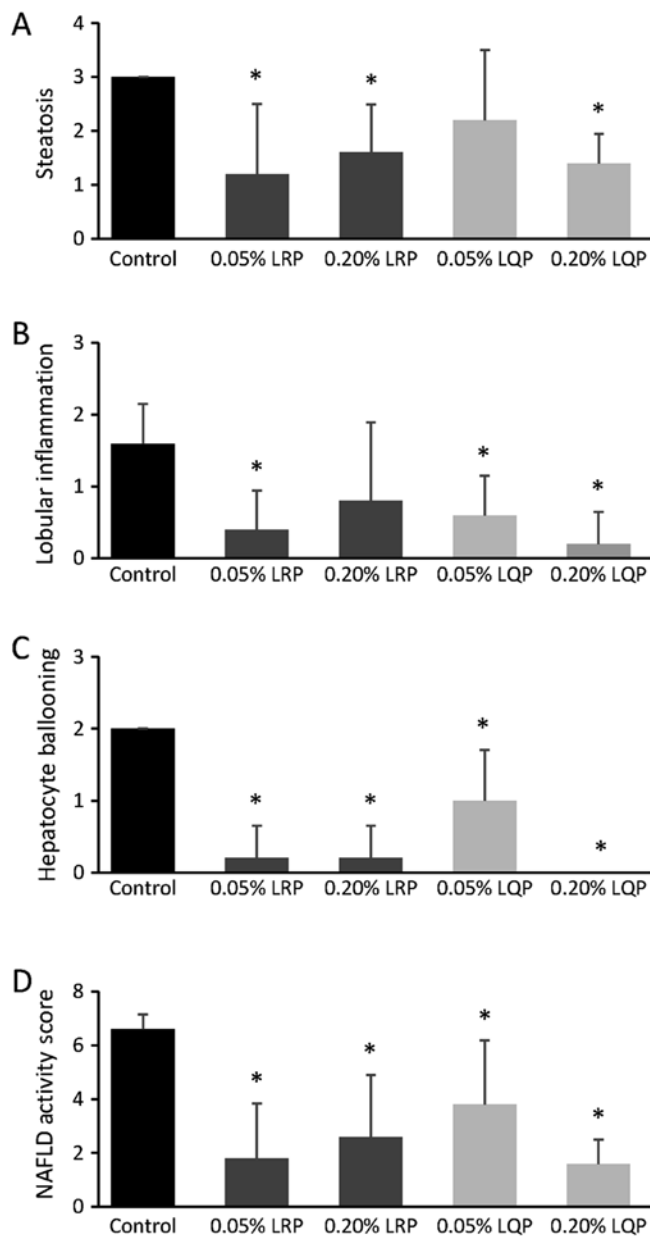 A
Steatosis
4
3
2
1
0
* * *
Control 0.05% LRP 0.20% LRP 0.05% LQP 0.20% LQP
B
Lobular inflammation
3
2
1
0
* * *
Control 0.05% LRP 0.20% LRP 0.05% LQP 0.20% LQP
C
Hepatocyte ballooning
3
2
1
0
* * * *
Control 0.05% LRP 0.20% LRP 0.05% LQP 0.20% LQP
D
NAFLD activity score
8
6
4
2
0
* * * *
Control 0.05% LRP 0.20% LRP 0.05% LQP 0.20% LQP